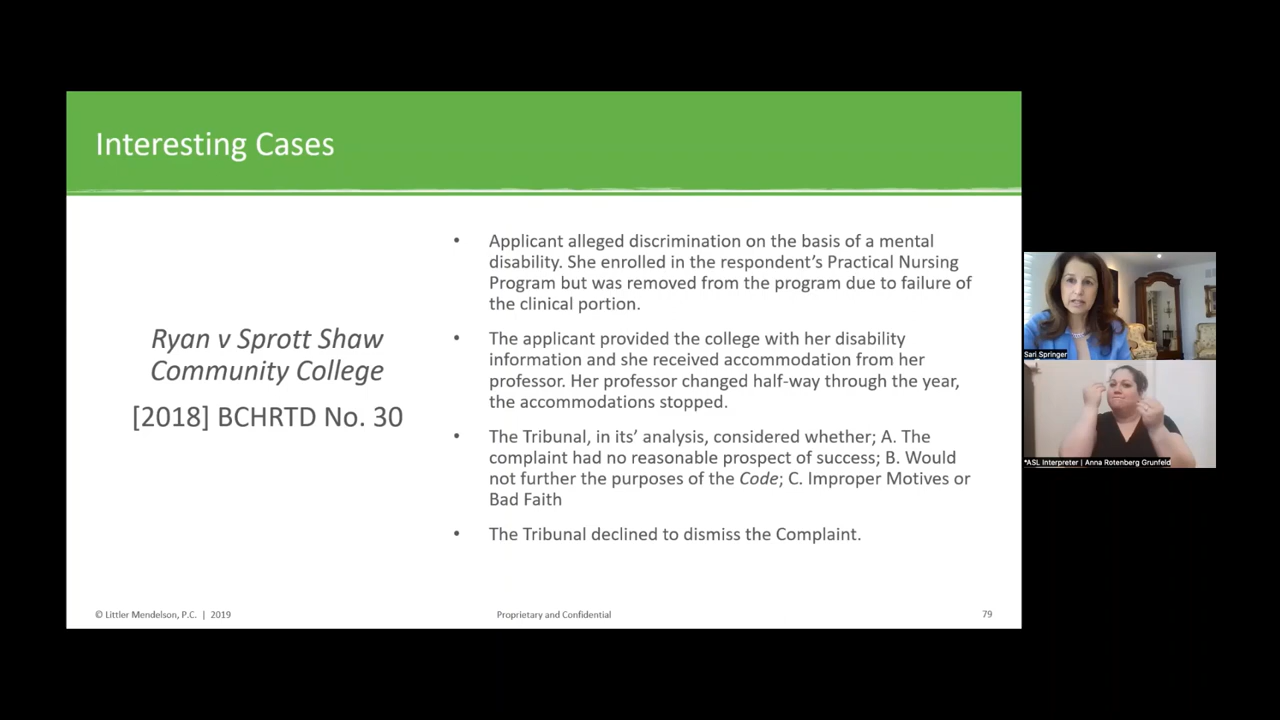 Interesting Cases
Ryan v Sprott Shaw
Community College
[2018] BCHRTD No. 30
• Applicant alleged discrimination on the basis of a mental
disability. She enrolled in the respondent’s Practical Nursing
Program but was removed from the program due to failure of
the clinical portion.
• The applicant provided the college with her disability
information and she received accommodation from her
professor. Her professor changed half-way through the year,
the accommodations stopped.
• The Tribunal, in its’ analysis, considered whether; A. The
complaint had no reasonable prospect of success; B. Would
not further the purposes of the Code; C. Improper Motives or
Bad Faith
• The Tribunal declined to dismiss the Complaint.
© Littler Mendelson, P.C. | 2019
Proprietary and Confidential
79
Sari Springer
*ASL Interpreter | Anna Rotenberg Grunfeld